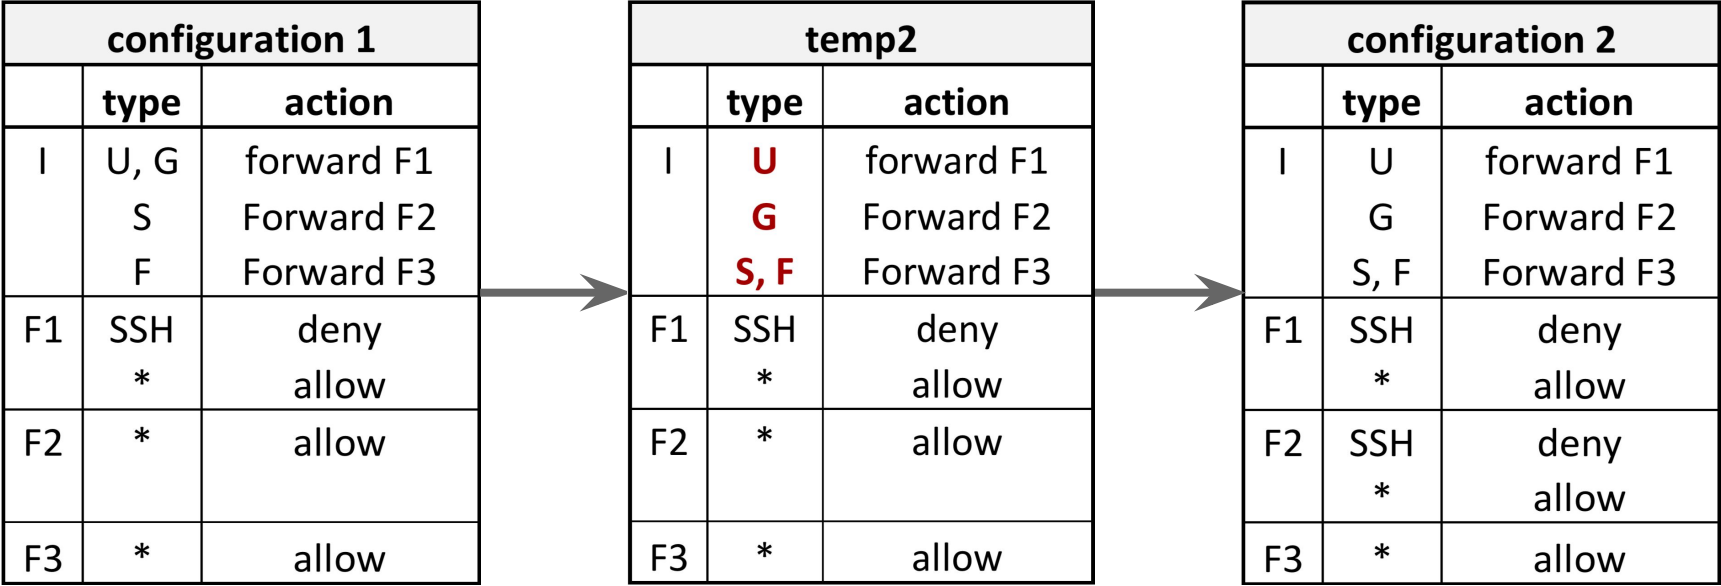 configuration 1
type action
I U, G forward F1
S Forward F2
F Forward F3
F1 SSH deny
* allow
F2 * allow
F3 * allow
temp2
type action
I U forward F1
G Forward F2
S, F Forward F3
F1 SSH deny
* allow
F2 * allow
F3 * allow
configuration 2
type action
I U forward F1
G Forward F2
S, F Forward F3
F1 SSH deny
* allow
F2 SSH deny
* allow
F3 * allow